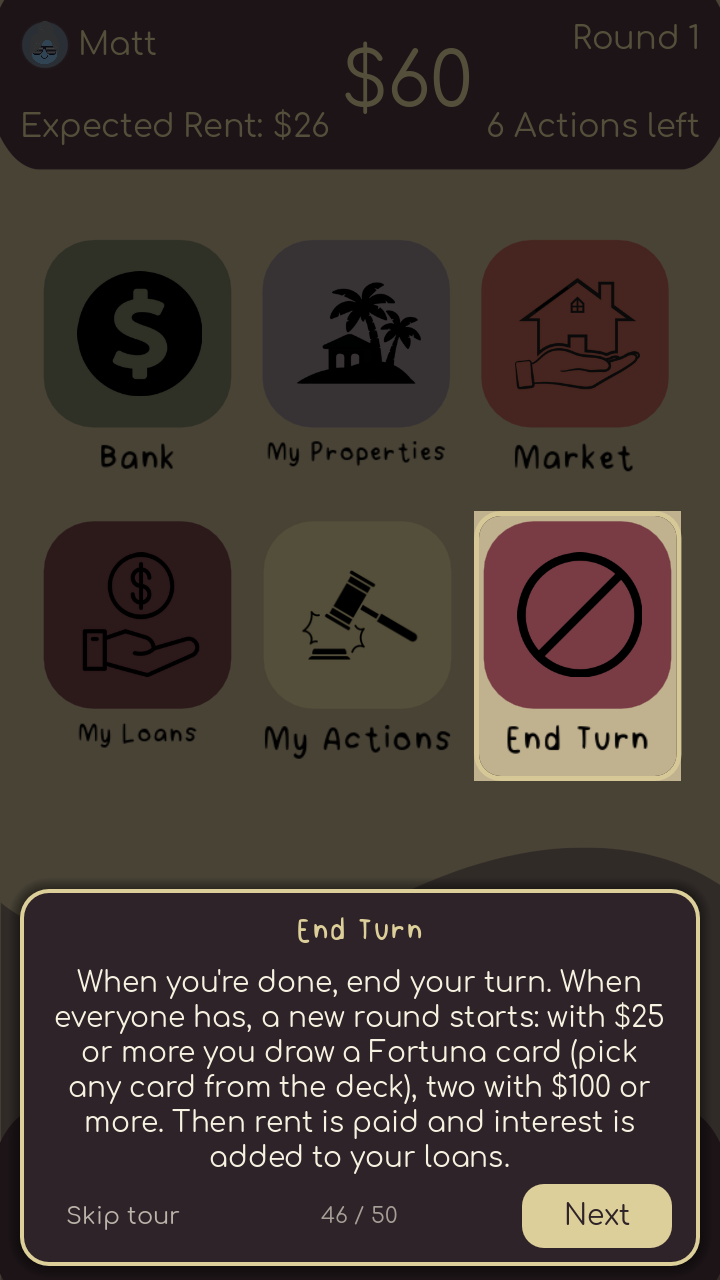 Matt
$60
Round 1
Expected Rent: $26
6 Actions left
Bank
My Properties
Market
My Loans
My Actions
End Turn
End Turn
When you're done, end your turn. When
everyone has, a new round starts: with $25
or more you draw a Fortuna card (pick
any card from the deck), two with $100 or
more. Then rent is paid and interest is
added to your loans.
Skip tour
46 / 50
Next